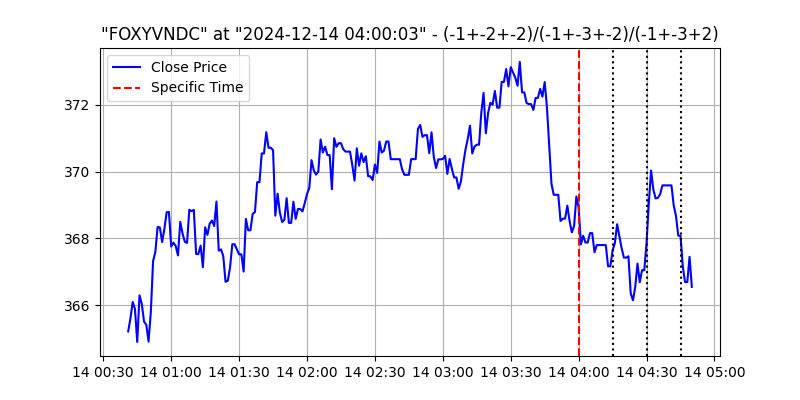 "FOXYVNDC" at "2024-12-14 04:00:03" - (-1+-2+-2)/(-1+-3+-2)/(-1+-3+2)
Close Price
Specific Time
372
370
368
366
14 00:30 14 01:00 14 01:30 14 02:00 14 02:30 14 03:00 14 03:30 14 04:00 14 04:30 14 05:00